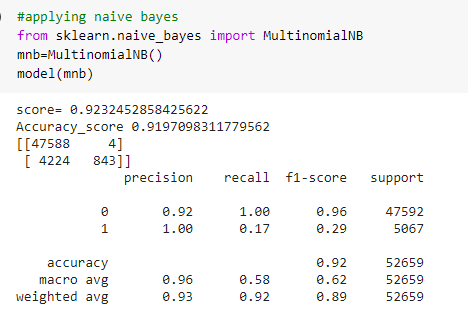 #applying naive bayes
from sklearn.naive_bayes import MultinomialNB
mnb=MultinomialNB()
model(mnb)
score= 0.9232452858425622
Accuracy_score 0.9197098311779562
[[47588     4]
 [ 4224   843]]
              precision    recall  f1-score   support
           0       0.92      1.00      0.96     47592
           1       1.00      0.17      0.29      5067
    accuracy                           0.92     52659
   macro avg       0.96      0.58      0.62     52659
weighted avg       0.93      0.92      0.89     52659